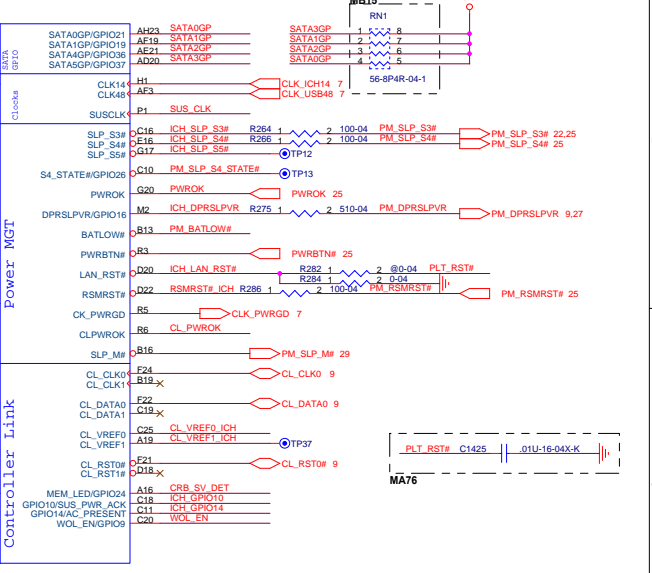 MB15
RN1
SATA0GP/GPIO21 AH23 SATA0GP
SATA1GP/GPIO19 AF19 SATA1GP
SATA4GP/GPIO36 AE21 SATA2GP
SATA5GP/GPIO37 AD20 SATA3GP
SATA3GP 1 8
SATA1GP 2 7
SATA2GP 3 6
SATA0GP 4 5
56-8P4R-04-1
SATA
GPIO
CLK14 H1 CLK_ICH14 7
CLK48 AF3 CLK_USB48 7
SUSCLK P1 SUS_CLK
Clocks
SLP_S3# C16 ICH_SLP_S3# R264 1 2 100-04 PM_SLP_S3# PM_SLP_S3# 22,25
SLP_S4# E16 ICH_SLP_S4# R266 1 2 100-04 PM_SLP_S4# PM_SLP_S4# 25
SLP_S5# G17 ICH_SLP_S5# TP12
S4_STATE#/GPIO26 C10 PM_SLP_S4_STATE# TP13
PWROK G20 PWROK PWROK 25
DPRSLPVR/GPIO16 M2 ICH_DPRSLPVR R275 1 2 510-04 PM_DPRSLPVR PM_DPRSLPVR 9,27
BATLOW# B13 PM_BATLOW#
PWRBTN# R3 PWRBTN# 25
LAN_RST# D20 ICH_LAN_RST# R282 1 2 @0-04 PLT_RST#
R284 1 2 0-04
RSMRST# D22 RSMRST#_ICH R286 1 2 100-04 PM_RSMRST# PM_RSMRST# 25
CK_PWRGD R5 CLK_PWRGD 7
CLPWROK R6 CL_PWROK
SLP_M# B16 PM_SLP_M# 29
Power MGT
CL_CLK0 F24 CL_CLK0 9
CL_CLK1 B19
CL_DATA0 F22 CL_DATA0 9
CL_DATA1 C19
CL_VREF0 C25 CL_VREF0_ICH
CL_VREF1 A19 CL_VREF1_ICH TP37
CL_RST0# F21 CL_RST0# 9
CL_RST1# D18
MEM_LED/GPIO24 A16 CRB_SV_DET
GPIO10/SUS_PWR_ACK C18 ICH_GPIO10
GPIO14/AC_PRESENT C11 ICH_GPIO14
WOL_EN/GPIO9 C20 WOL_EN
Controller Link
PLT_RST# C1425 .01U-16-04X-K
MA76